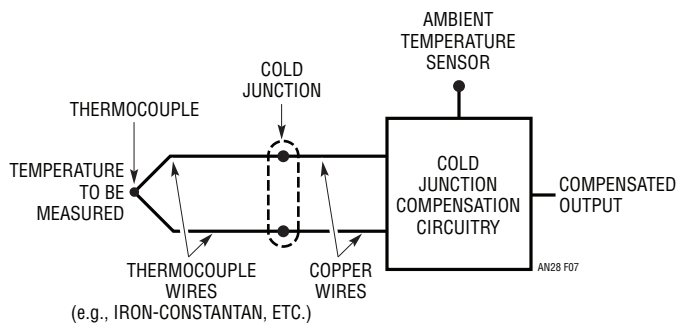 AMBIENT
TEMPERATURE
SENSOR
COLD
JUNCTION
THERMOCOUPLE
TEMPERATURE
TO BE
MEASURED
COLD
JUNCTION
COMPENSATION
CIRCUITRY
COMPENSATED
OUTPUT
THERMOCOUPLE
WIRES
(e.g., IRON-CONSTANTAN, ETC.)
COPPER
WIRES
AN28 F07